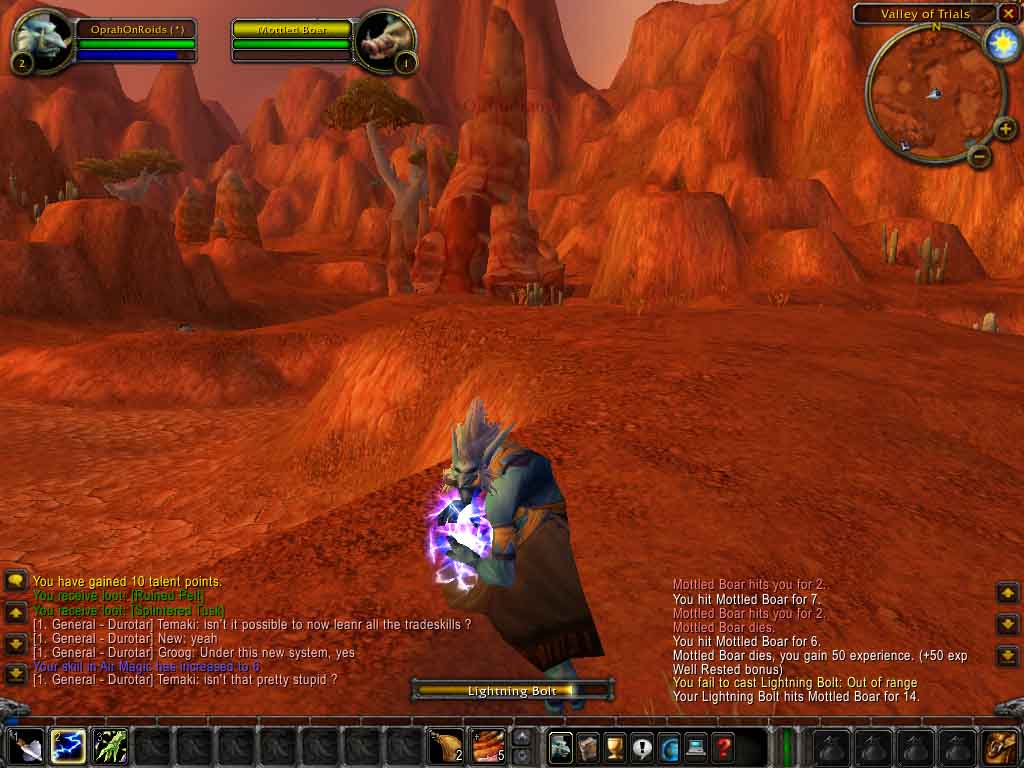 OprahOnRoids (*)
Mottled Boar
Valley of Trials
N
2
1
You have gained 10 talent points.
You receive loot: [Ruined Pelt]
You receive loot: [Splintered Tusk]
[1. General - Durotar] Temaki: isn't it possible to now leanr all the tradeskills ?
[1. General - Durotar] New: yeah
[1. General - Durotar] Groog: Under this new system, yes
Your skill in Air Magic has increased to 6
[1. General - Durotar] Temaki: isn't that pretty stupid ?
Mottled Boar hits you for 2.
You hit Mottled Boar for 7.
Mottled Boar hits you for 2.
Mottled Boar dies.
You hit Mottled Boar for 6.
Mottled Boar dies, you gain 50 experience. (+50 exp
Well Rested bonus)
You fail to cast Lightning Bolt: Out of range
Your Lightning Bolt hits Mottled Boar for 14.
Lightning Bolt
1
2
3
2
5